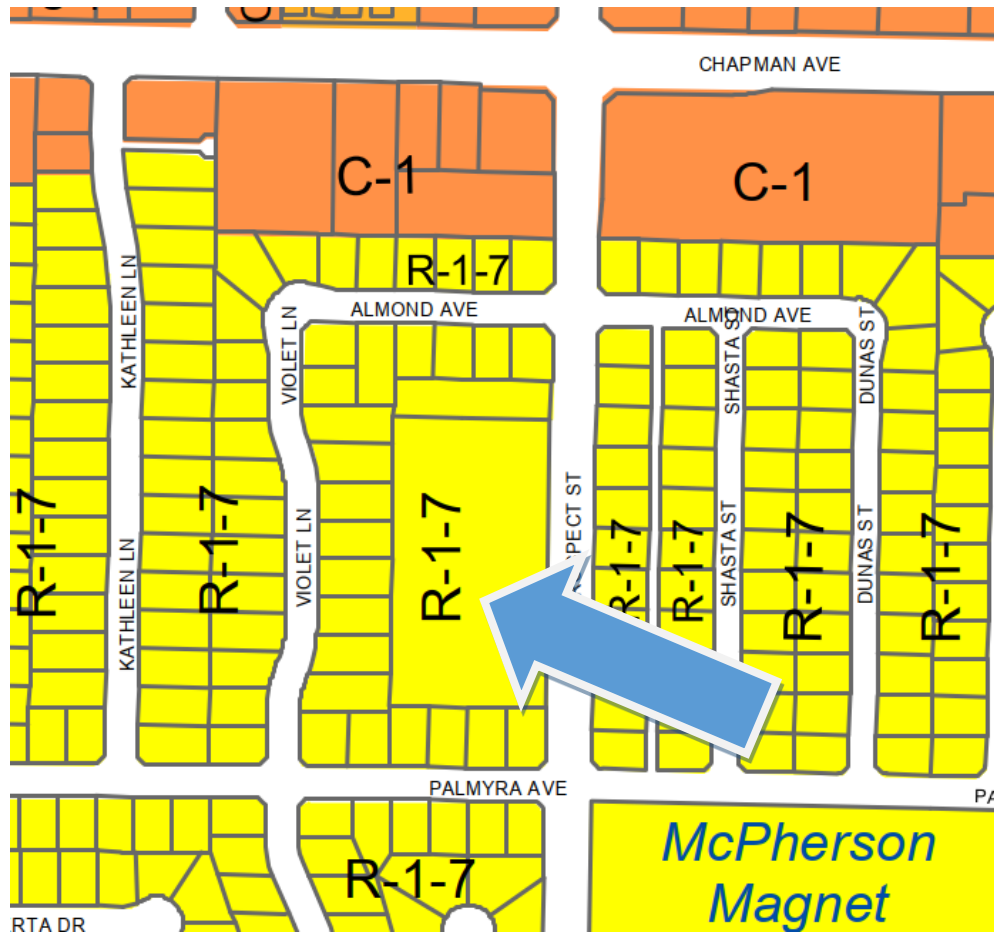 CHAPMAN AVE
C-1
C-1
R-1-7
ALMOND AVE
ALMOND AVE
KATHLEEN LN
VIOLET LN
SHASTA ST
DUNAS ST
R-1-7
R-1-7
R-1-7
PECT ST
R-1-7
R-1-7
R-1-7
R-1-7
KATHLEEN LN
VIOLET LN
SHASTA ST
DUNAS ST
PALMYRA AVE
PA
R-1-7
McPherson
Magnet
RTA DR